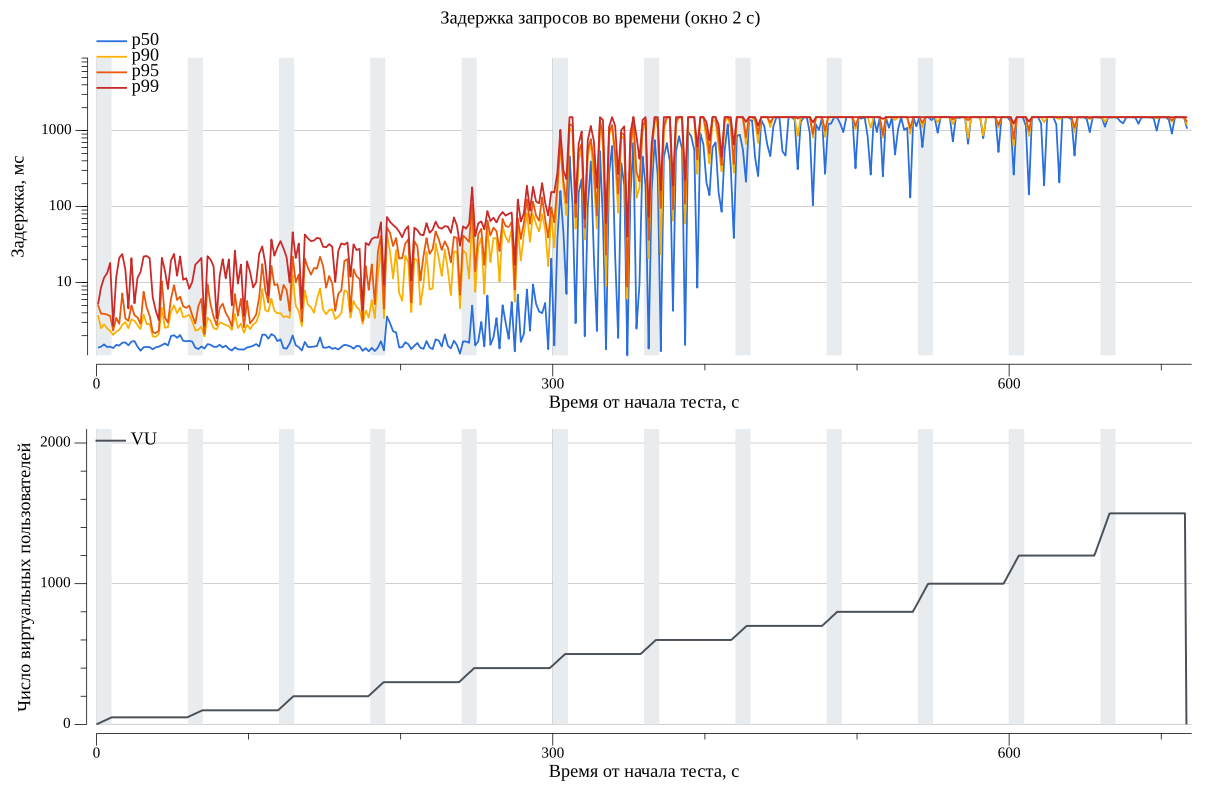 Задержка запросов во времени (окно 2 с)
p50
p90
p95
p99
1000
100
10
Задержка, мс
0
300
600
Время от начала теста, с
VU
2000
1000
0
Число виртуальных пользователей
0
300
600
Время от начала теста, с